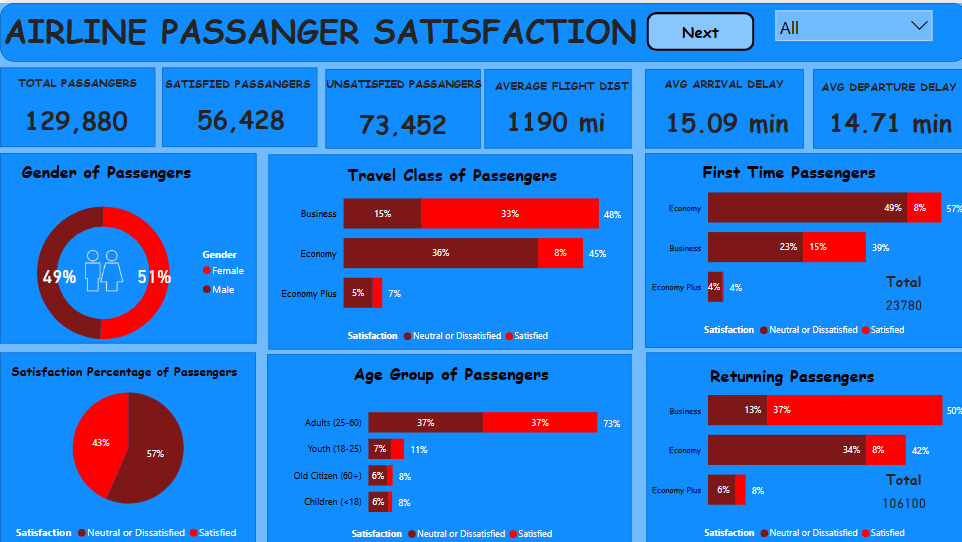 AIRLINE PASSANGER SATISFACTION
Next
All
TOTAL PASSANGERS
129,880
SATISFIED PASSANGERS
56,428
UNSATISFIED PASSANGERS
73,452
AVERAGE FLIGHT DIST
1190 mi
AVG ARRIVAL DELAY
15.09 min
AVG DEPARTURE DELAY
14.71 min
Gender of Passengers
49%
51%
Gender
Female
Male
Travel Class of Passengers
Business 15% 33% 48%
Economy 36% 8% 45%
Economy Plus 5% 7%
Satisfaction Neutral or Dissatisfied Satisfied
First Time Passengers
Economy 49% 8% 57%
Business 23% 15% 39%
Economy Plus 4% 4%
Total
23780
Satisfaction Neutral or Dissatisfied Satisfied
Satisfaction Percentage of Passengers
43%
57%
Satisfaction Neutral or Dissatisfied Satisfied
Age Group of Passengers
Adults (25-60) 37% 37% 73%
Youth (18-25) 7% 11%
Old Citizen (60+) 6% 8%
Children (<18) 6% 8%
Satisfaction Neutral or Dissatisfied Satisfied
Returning Passengers
Business 13% 37% 50%
Economy 34% 8% 42%
Economy Plus 6% 8%
Total
106100
Satisfaction Neutral or Dissatisfied Satisfied